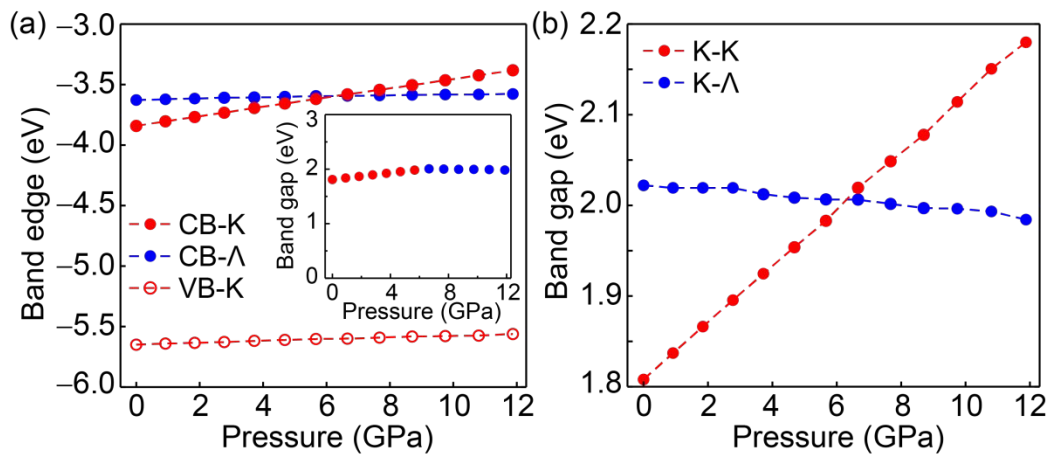 (a)
Band edge (eV)
−3.0
−3.5
−4.0
−4.5
−5.0
−5.5
−6.0
CB-K
CB-Λ
VB-K
Band gap (eV)
3
2
1
0
0 4 8 12
Pressure (GPa)
0 2 4 6 8 10 12
Pressure (GPa)
(b)
Band gap (eV)
2.2
2.1
2.0
1.9
1.8
K-K
K-Λ
0 2 4 6 8 10 12
Pressure (GPa)